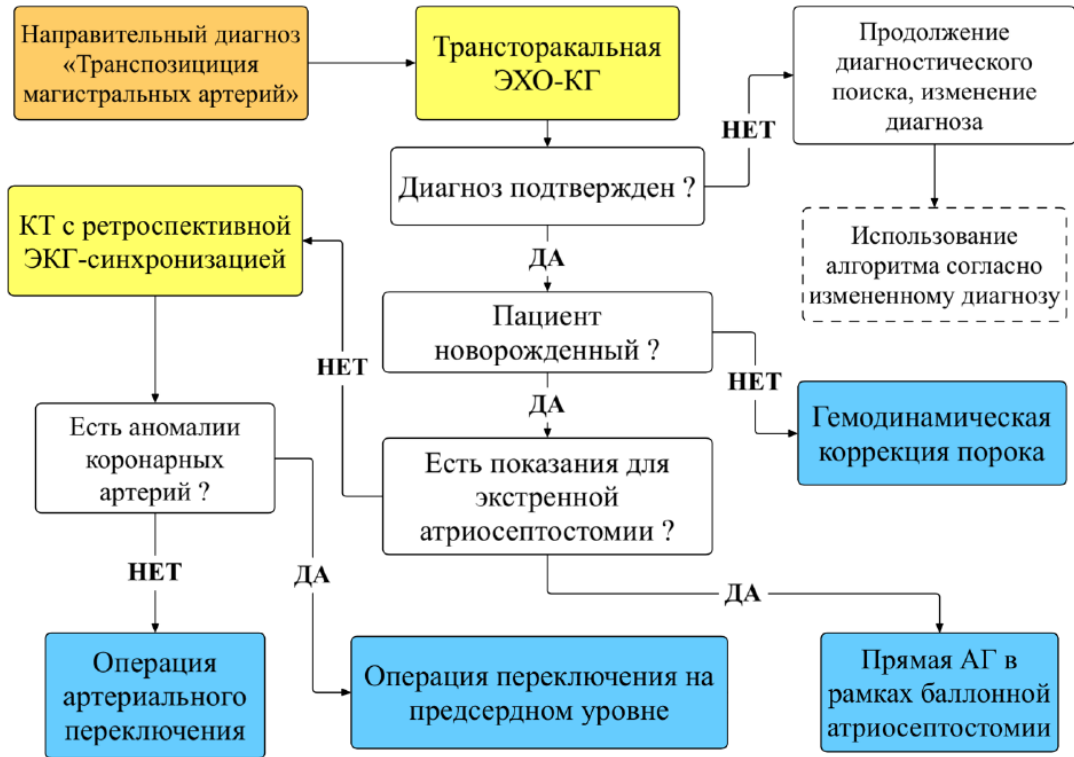 Направительный диагноз
«Транспозициция
магистральных артерий»
Трансторакальная
ЭХО-КГ
Продолжение
диагностического
поиска, изменение
диагноза
НЕТ
Диагноз подтвержден ?
КТ с ретроспективной
ЭКГ-синхронизацией
ДА
Использование
алгоритма согласно
измененному диагнозу
Пациент
новорожденный ?
НЕТ
НЕТ
ДА
Гемодинамическая
коррекция порока
Есть аномалии
коронарных
артерий ?
Есть показания для
экстренной
атриосептостомии ?
НЕТ
ДА
ДА
Операция
артериального
переключения
Операция переключения на
предсердном уровне
Прямая АГ в
рамках баллонной
атриосептостомии